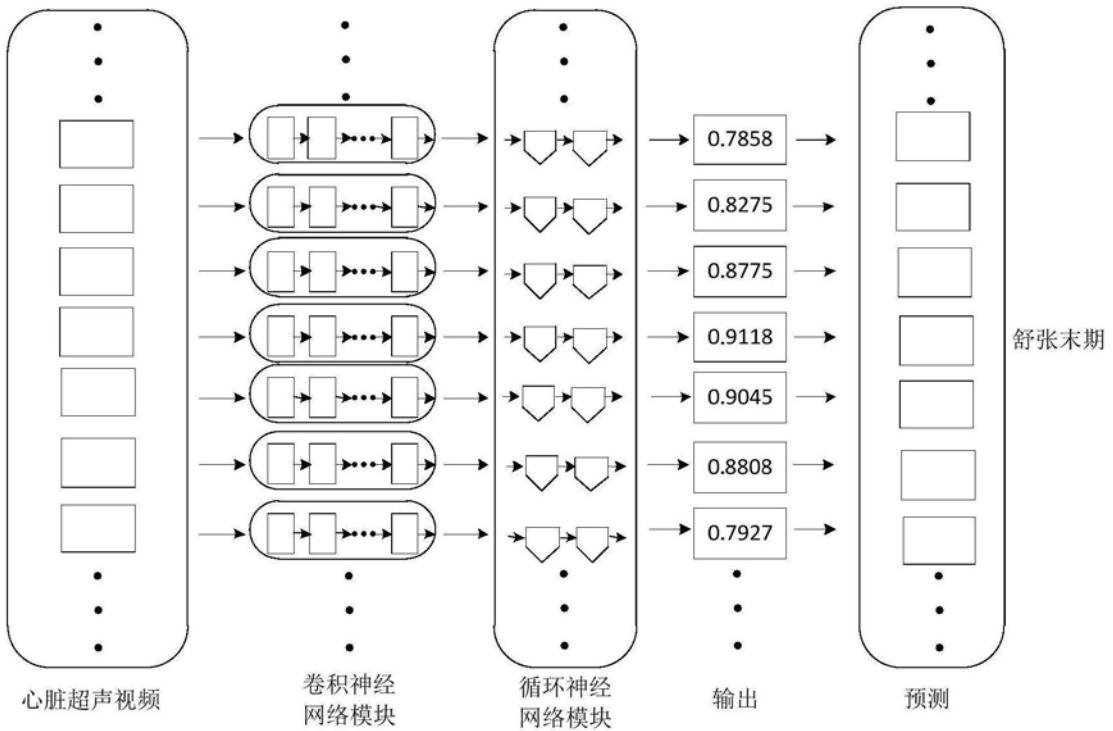 0.7858
0.8275
0.8775
0.9118
舒张末期
0.9045
0.8808
0.7927
心脏超声视频
卷积神经
网络模块
循环神经
网络模块
输出
预测